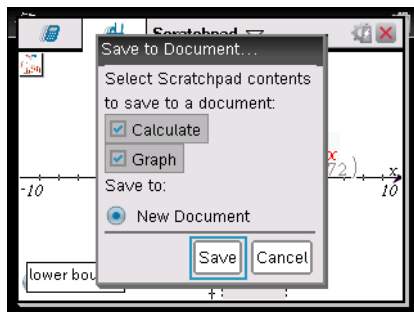 Scratchpad
Save to Document...
Select Scratchpad contents
to save to a document:
Calculate
Graph
Save to:
New Document
Save
Cancel
x
72)
x
-10
10
lower bou